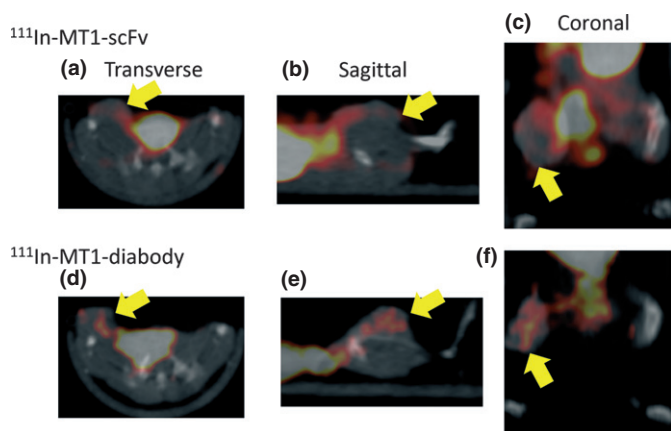 ¹¹¹In-MT1-scFv
(a) Transverse
(b) Sagittal
(c) Coronal
¹¹¹In-MT1-diabody
(d)
(e)
(f)